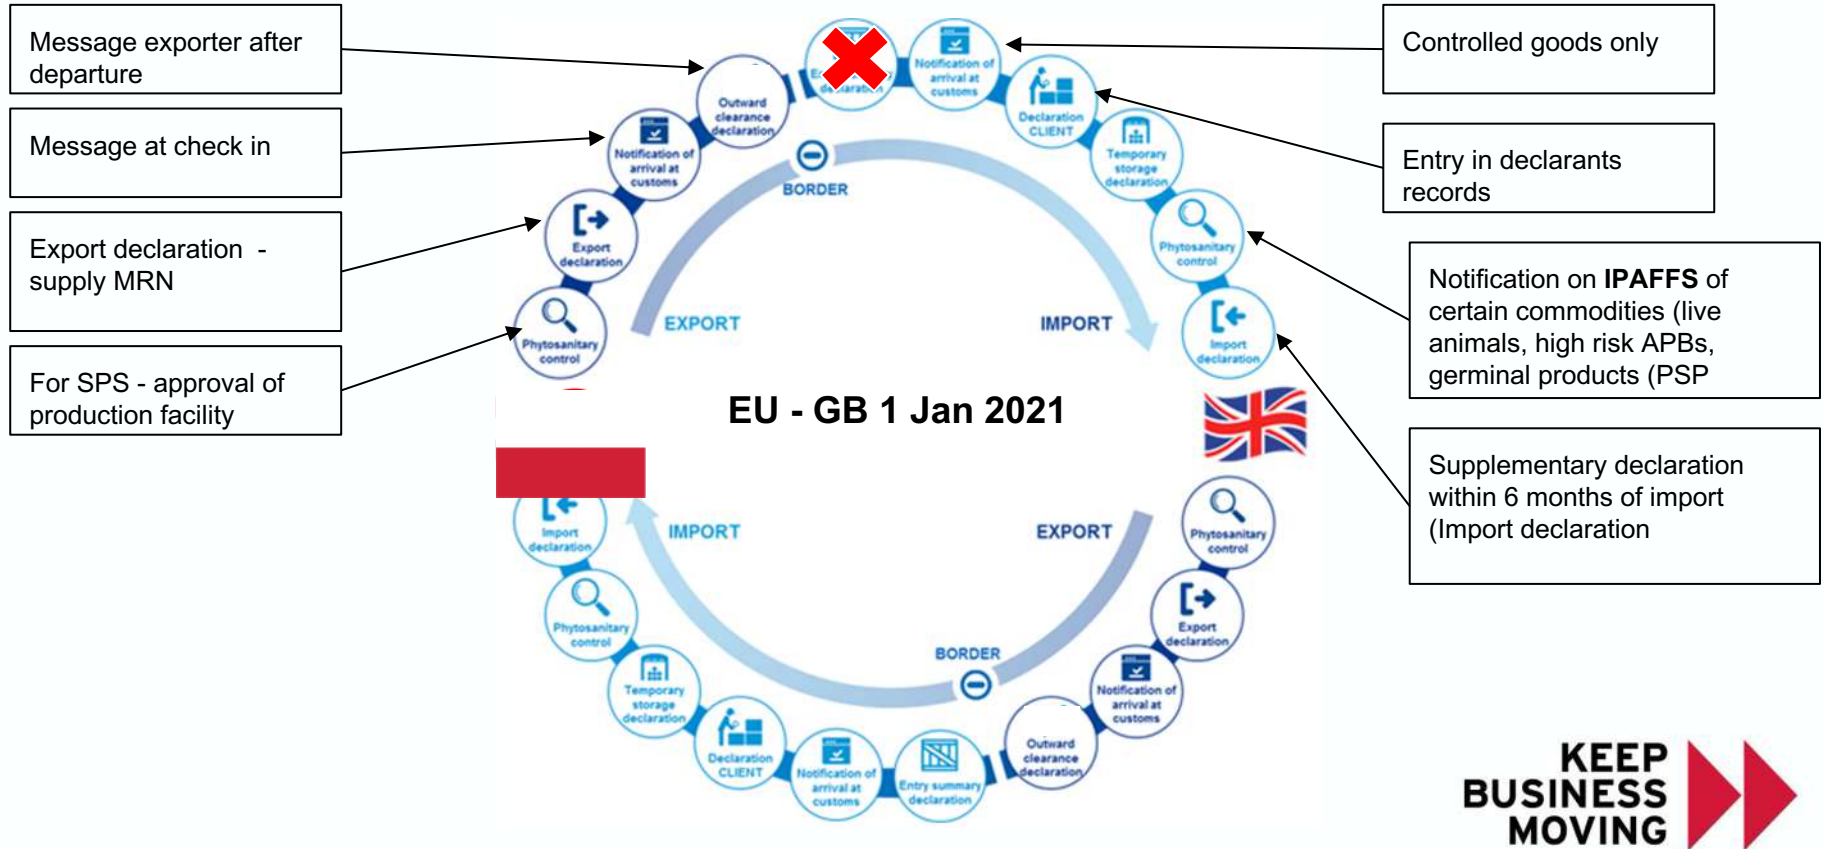 Message exporter after
departure
Message at check in
Export declaration -
supply MRN
For SPS - approval of
production facility
Controlled goods only
Entry in declarants
records
Notification on IPAFFS of
certain commodities (live
animals, high risk APBs,
germinal products (PSP
Supplementary declaration
within 6 months of import
(Import declaration
Phytosanitary
control
Export
declaration
Notification of
arrival at
customs
Outward
clearance
declaration
declaration
Notification of
arrival at
customs
Declaration
CLIENT
Temporary
storage
declaration
Phytosanitary
control
Import
declaration
BORDER
EXPORT
IMPORT
EU - GB 1 Jan 2021
IMPORT
EXPORT
BORDER
Phytosanitary
control
Export
declaration
Notification of
arrival at
customs
Outward
clearance
declaration
Entry summary
declaration
Notification of
arrival at
customs
Declaration
CLIENT
Temporary
storage
declaration
Phytosanitary
control
Import
declaration
KEEP
BUSINESS
MOVING